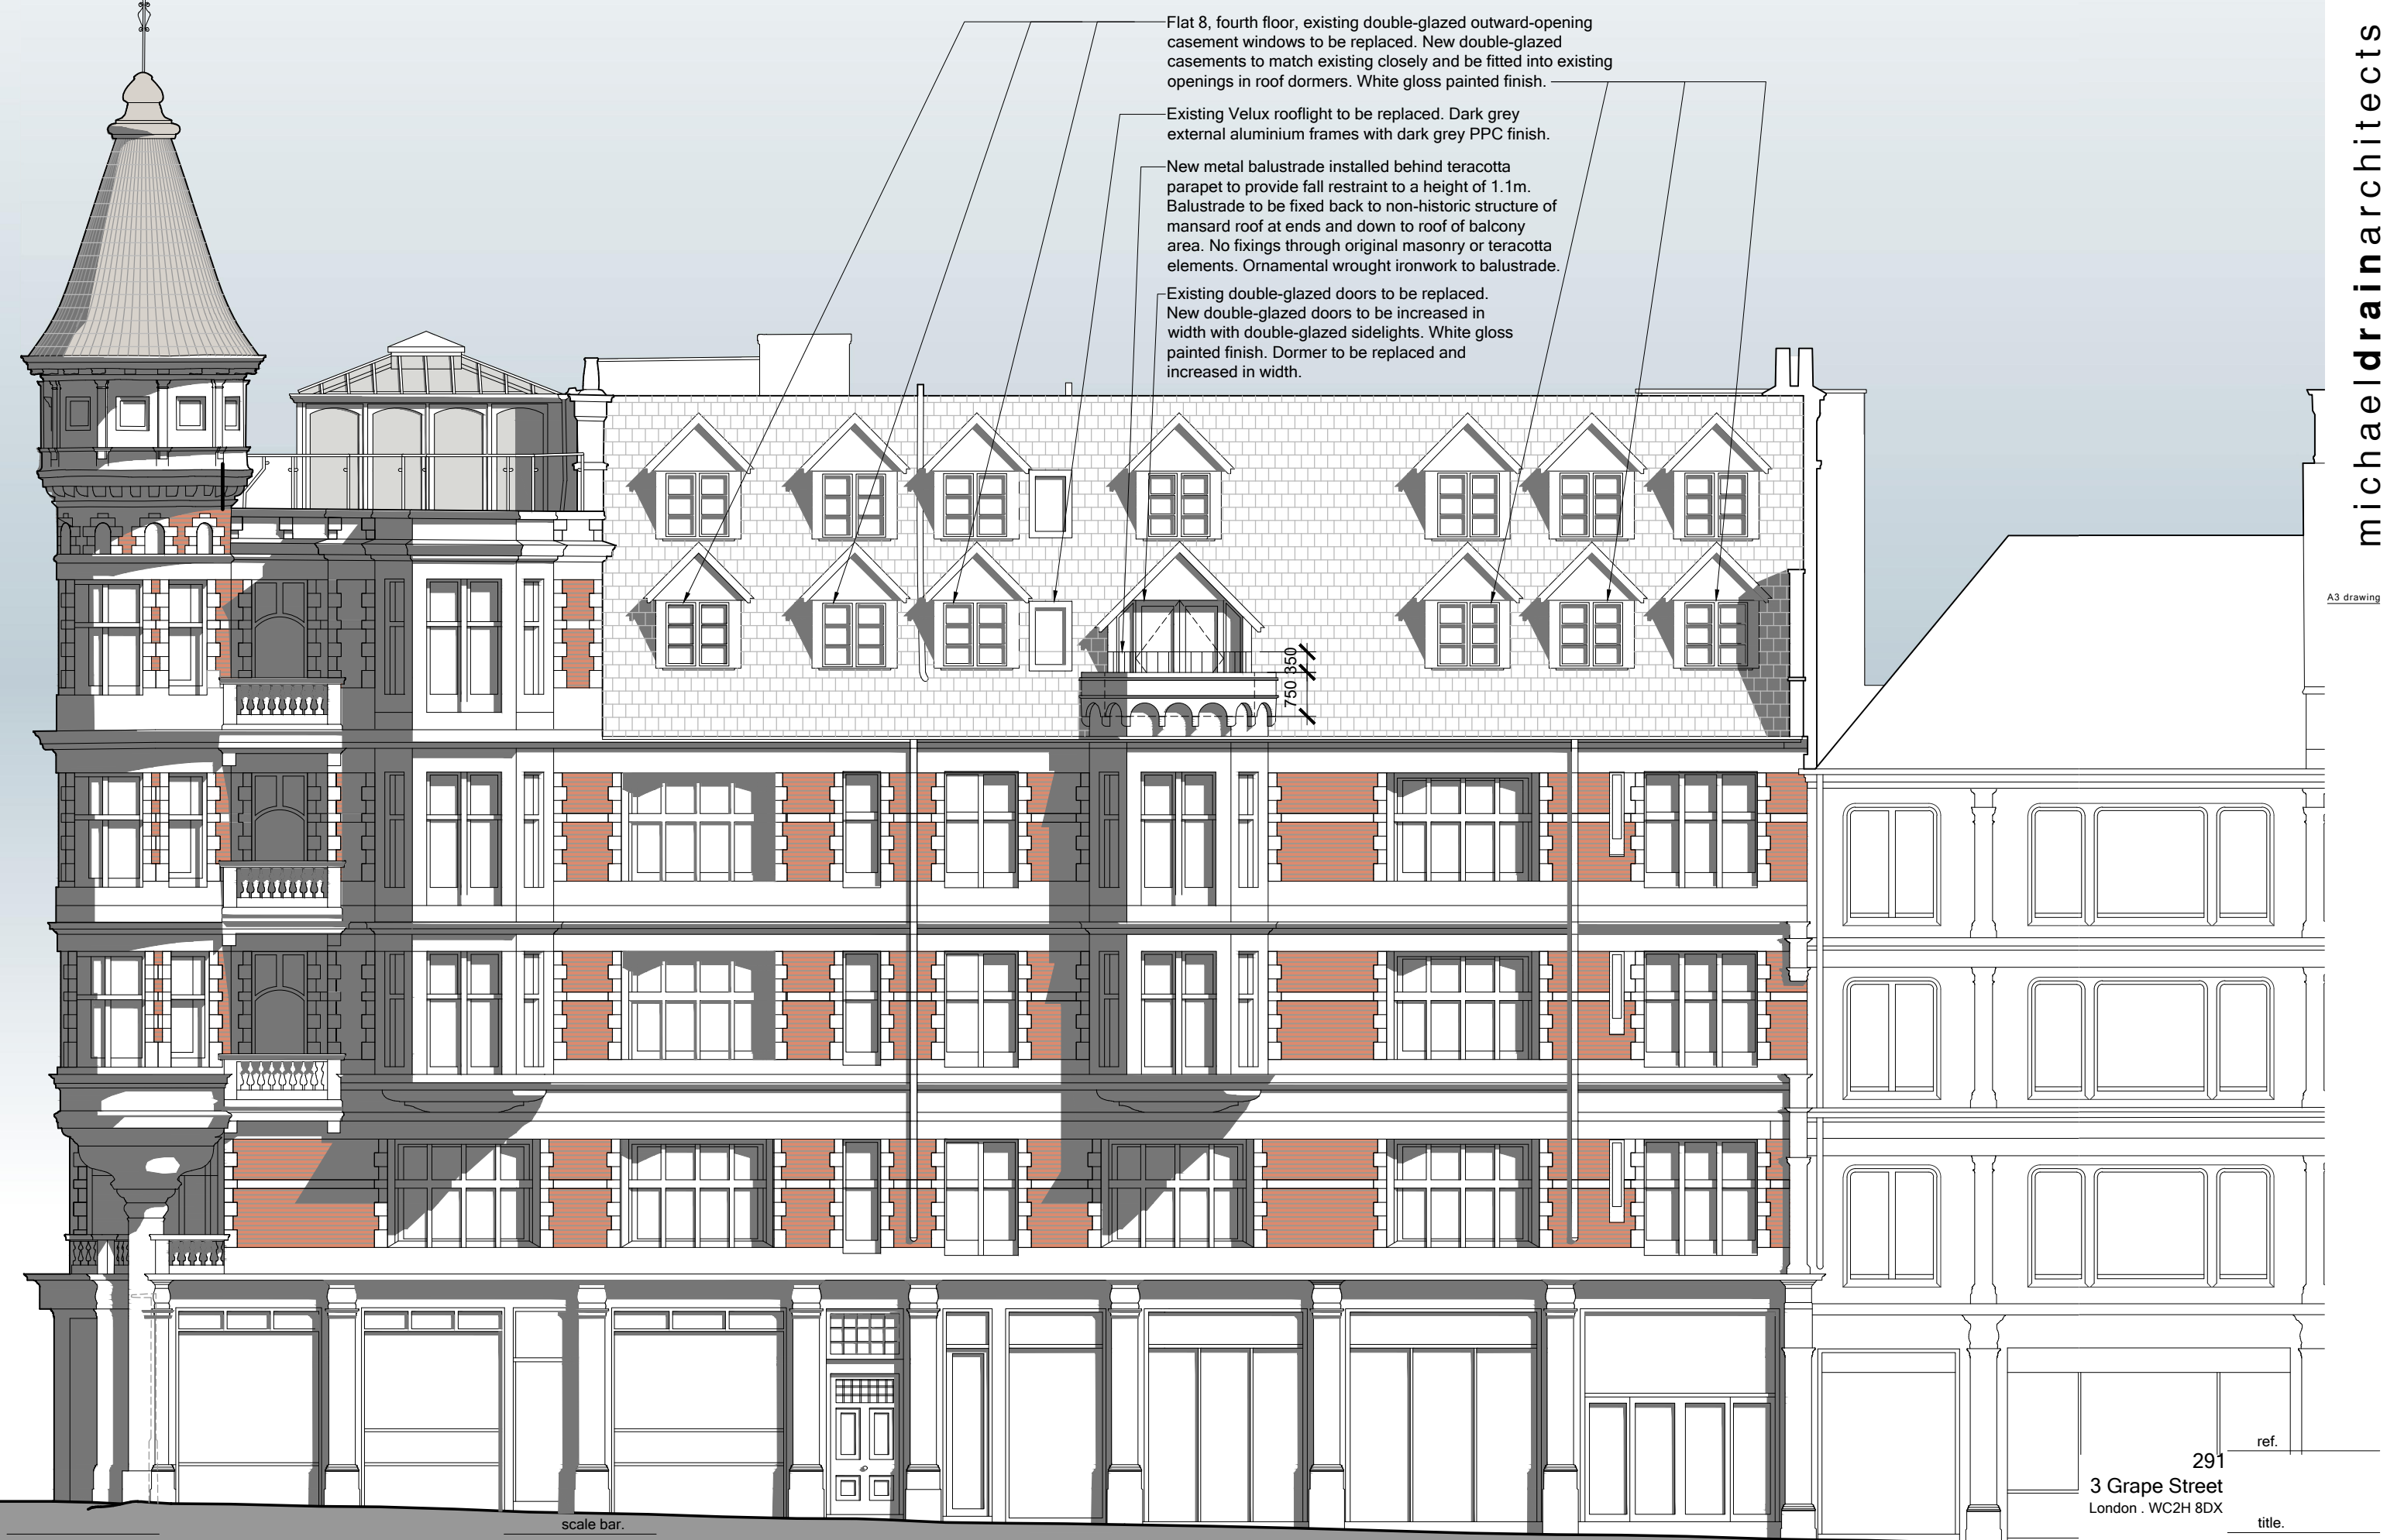 Flat 8, fourth floor, existing double-glazed outward-opening
casement windows to be replaced. New double-glazed
casements to match existing closely and be fitted into existing
openings in roof dormers. White gloss painted finish.
Existing Velux rooflight to be replaced. Dark grey
external aluminium frames with dark grey PPC finish.
New metal balustrade installed behind teracotta
parapet to provide fall restraint to a height of 1.1m.
Balustrade to be fixed back to non-historic structure of
mansard roof at ends and down to roof of balcony
area. No fixings through original masonry or teracotta
elements. Ornamental wrought ironwork to balustrade.
Existing double-glazed doors to be replaced.
New double-glazed doors to be increased in
width with double-glazed sidelights. White gloss
painted finish. Dormer to be replaced and
increased in width.
750 350
michaeldrainarchitects
A3 drawing
ref.
291
3 Grape Street
London . WC2H 8DX
title.
scale bar.